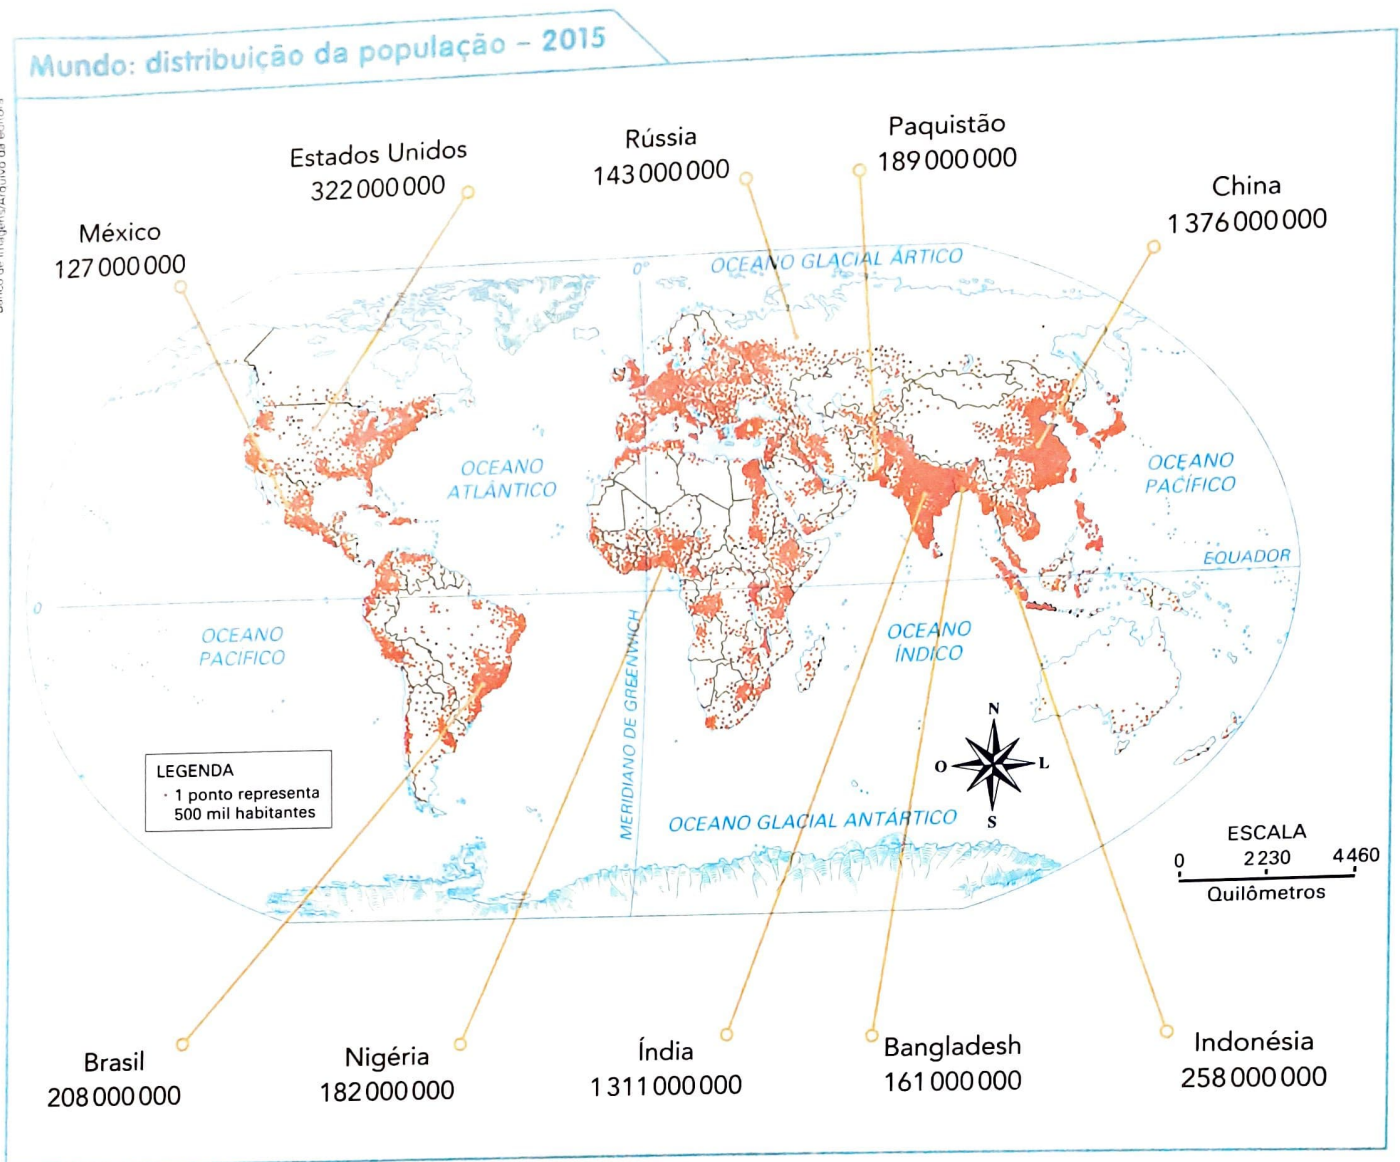 Mundo: distribuição da população – 2015
Estados Unidos
322 000 000
Rússia
143 000 000
Paquistão
189 000 000
China
1 376 000 000
México
127 000 000
0°
OCEANO GLACIAL ÁRTICO
OCEANO
ATLÂNTICO
OCEANO
PACÍFICO
EQUADOR
0
OCEANO
PACIFICO
OCEANO
ÍNDICO
MERIDIANO DE GREENWICH
N
O
L
S
LEGENDA
1 ponto representa
500 mil habitantes
OCEANO GLACIAL ANTÁRTICO
ESCALA
0 2 230 4 460
Quilômetros
Brasil
208 000 000
Nigéria
182 000 000
Índia
1 311 000 000
Bangladesh
161 000 000
Indonésia
258 000 000